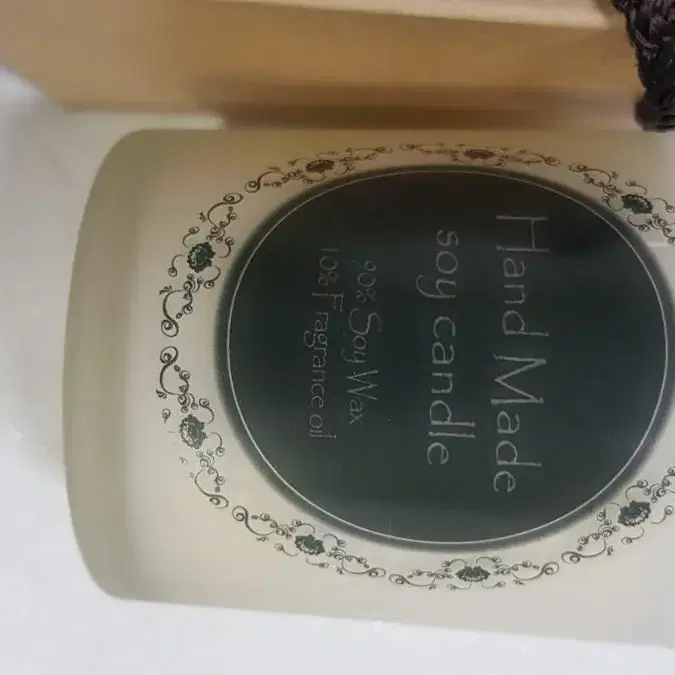 Hand Made
soy candle
90% Soy Wax
10% Fragrance oil